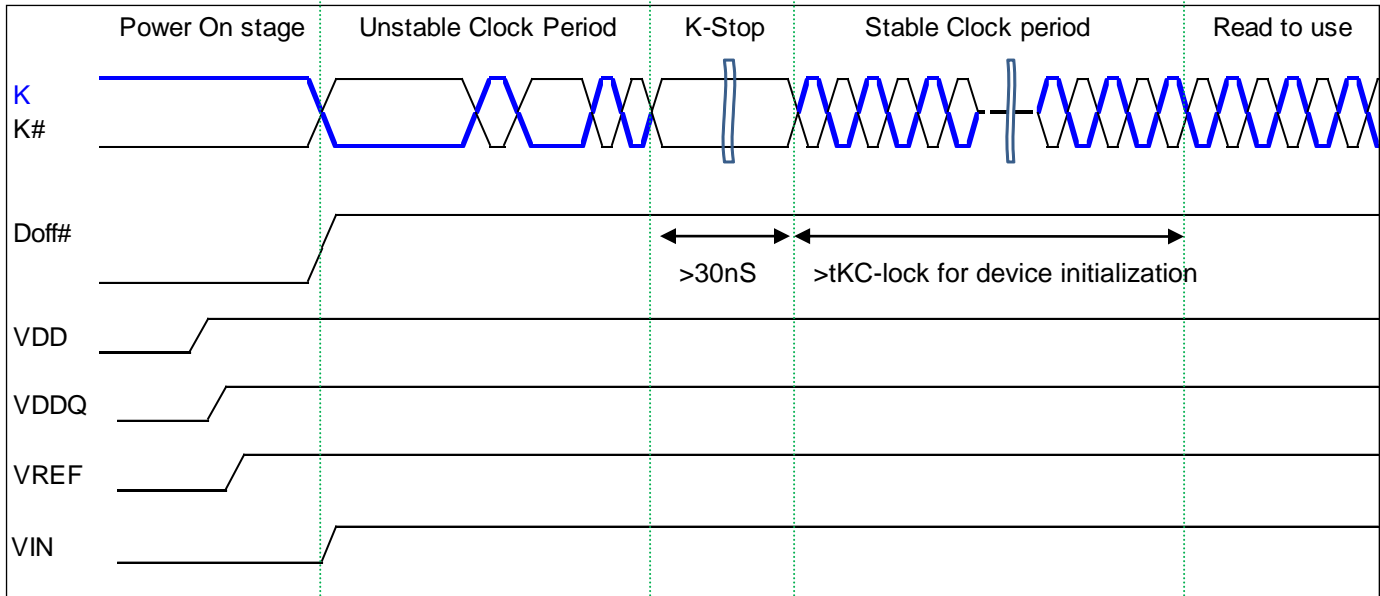 Power On stage Unstable Clock Period K-Stop Stable Clock period Read to use
K
K#
Doff#
>30nS >tKC-lock for device initialization
VDD
VDDQ
VREF
VIN